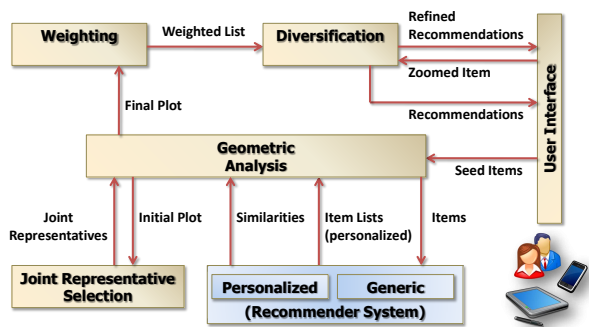 Weighting
Weighted List
Diversification
Refined
Recommendations
Zoomed Item
Recommendations
User Interface
Final Plot
Geometric
Analysis
Seed Items
Joint
Representatives
Initial Plot
Similarities
Item Lists
(personalized)
Items
Joint Representative
Selection
Personalized
Generic
(Recommender System)